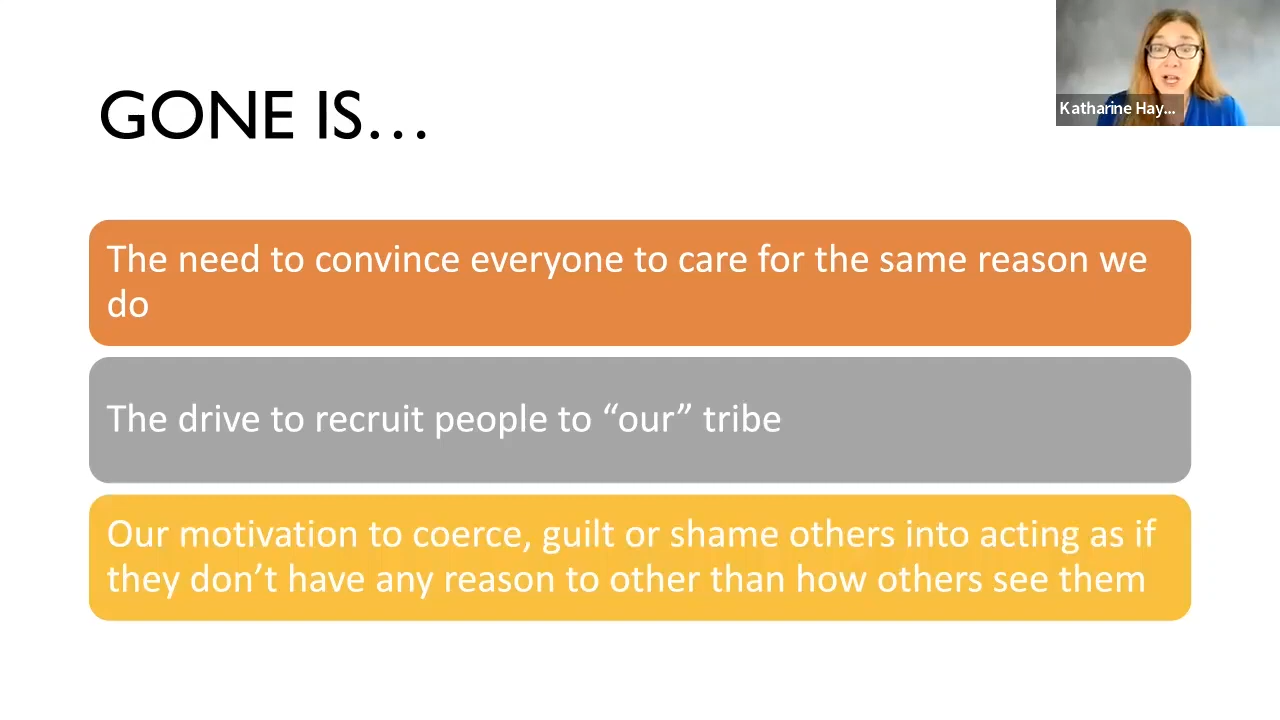 GONE IS…
Katharine Hay...
The need to convince everyone to care for the same reason we
do
The drive to recruit people to “our” tribe
Our motivation to coerce, guilt or shame others into acting as if
they don’t have any reason to other than how others see them